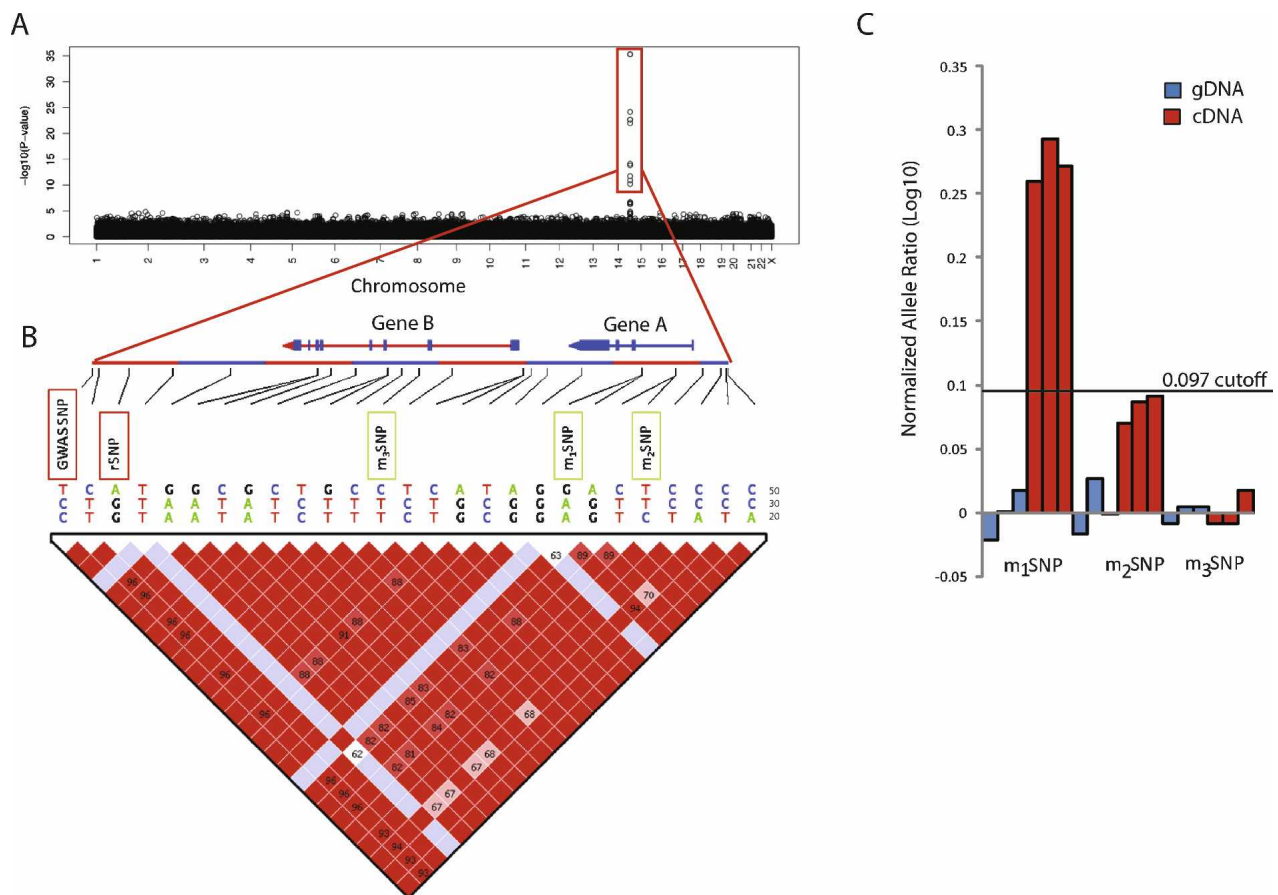 A
35
30
25
20
15
10
5
0
-log10(P-value)
1 2 3 4 5 6 7 8 9 10 11 12 13 14 15 16 17 18 19 20 21 22 X
Chromosome
B
Gene B
Gene A
GWAS SNP
rSNP
m3SNP
m1SNP
m2SNP
T C A T G G C G C T G C C T C A T A G G A C T C C C C 50
30
20
63 89 89
96 88 70
96 94
96 88 88
96 91
83
88 82
96 88
83
85 82 68
96 82 84
82
62 81 68
82 67
96
96 67
96 67
93
94
93
93
C
0.35
0.3
0.25
0.2
0.15
0.1
0.05
0
-0.05
Normalized Allele Ratio (Log10)
gDNA
cDNA
0.097 cutoff
m1SNP
m2SNP
m3SNP